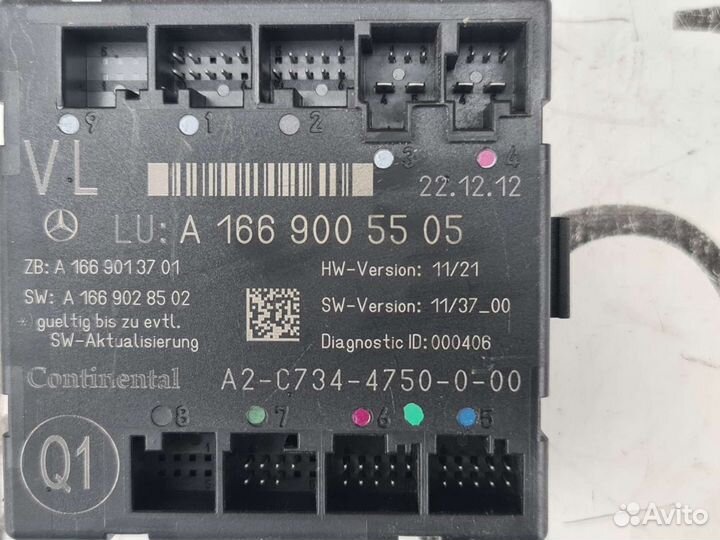 9 1 2 3 4
VL
22.12.12
LU: A 166 900 55 05
ZB: A 166 901 37 01
HW-Version: 11/21
SW: A 166 902 85 02
SW-Version: 11/37_00
*) gueltig bis zu evtl.
SW-Aktualisierung
Diagnostic ID: 000406
Continental
A2-C734-4750-0-00
8 7 6 5
Q1
Avito